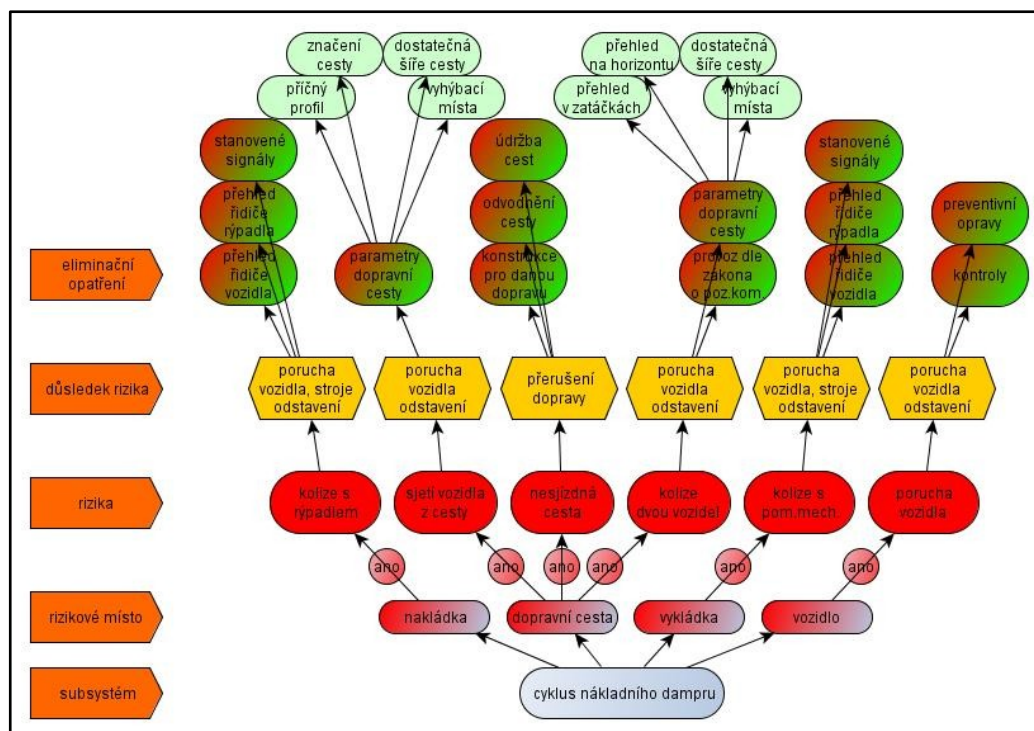 značení
cesty
dostatečná
šíře cesty
příčný
profil
vyhýbací
místa
přehled
na horizontu
dostatečná
šíře cesty
přehled
v zatáčkách
vyhýbací
místa
stanovené
signály
údržba
cest
stanovené
signály
přehled
řidiče
rýpadla
odvodnění
cesty
parametry
dopravní
cesty
přehled
řidiče
rýpadla
preventivní
opravy
eliminační
opatření
přehled
řidiče
vozidla
parametry
dopravní
cesty
konstrukce
pro danou
dopravu
provoz dle
zákona
o poz.kom.
přehled
řidiče
vozidla
kontroly
důsledek rizika
porucha
vozidla, stroje
odstavení
porucha
vozidla
odstavení
přerušení
dopravy
porucha
vozidla
odstavení
porucha
vozidla, stroje
odstavení
porucha
vozidla
odstavení
rizika
kolize s
rýpadlem
sjetí vozidla
z cesty
nesjízdná
cesta
kolize
dvou vozidel
kolize s
pom.mech.
porucha
vozidla
ano
ano
ano
ano
ano
ano
rizikové místo
nakládka
dopravní cesta
vykládka
vozidlo
subsystém
cyklus nákladního dampru